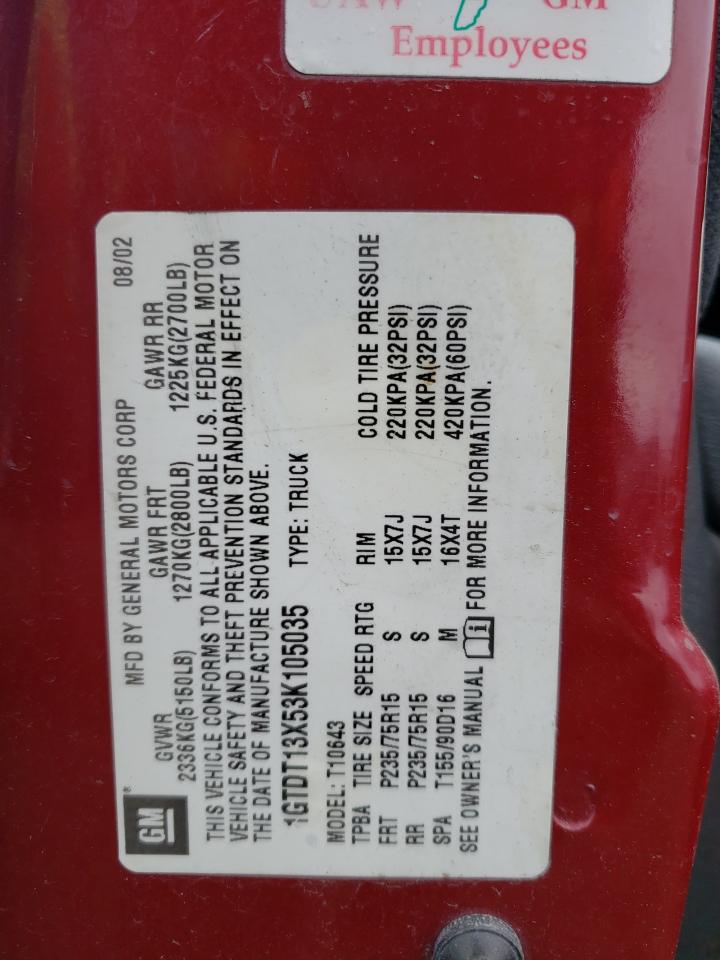 UAW GM
Employees
GM
MFD BY GENERAL MOTORS CORP 08/02
GVWR GAWR FRT GAWR RR
2336KG(5150LB) 1270KG(2800LB) 1225KG(2700LB)
THIS VEHICLE CONFORMS TO ALL APPLICABLE U.S. FEDERAL MOTOR
VEHICLE SAFETY AND THEFT PREVENTION STANDARDS IN EFFECT ON
THE DATE OF MANUFACTURE SHOWN ABOVE.
1GTDT13X53K105035 TYPE: TRUCK
MODEL: T10643
TPBA TIRE SIZE SPEED RTG RIM COLD TIRE PRESSURE
FRT P235/75R15 S 15X7J 220KPA(32PSI)
RR P235/75R15 S 15X7J 220KPA(32PSI)
SPA T155/90D16 M 16X4T 420KPA(60PSI)
SEE OWNER'S MANUAL FOR MORE INFORMATION.